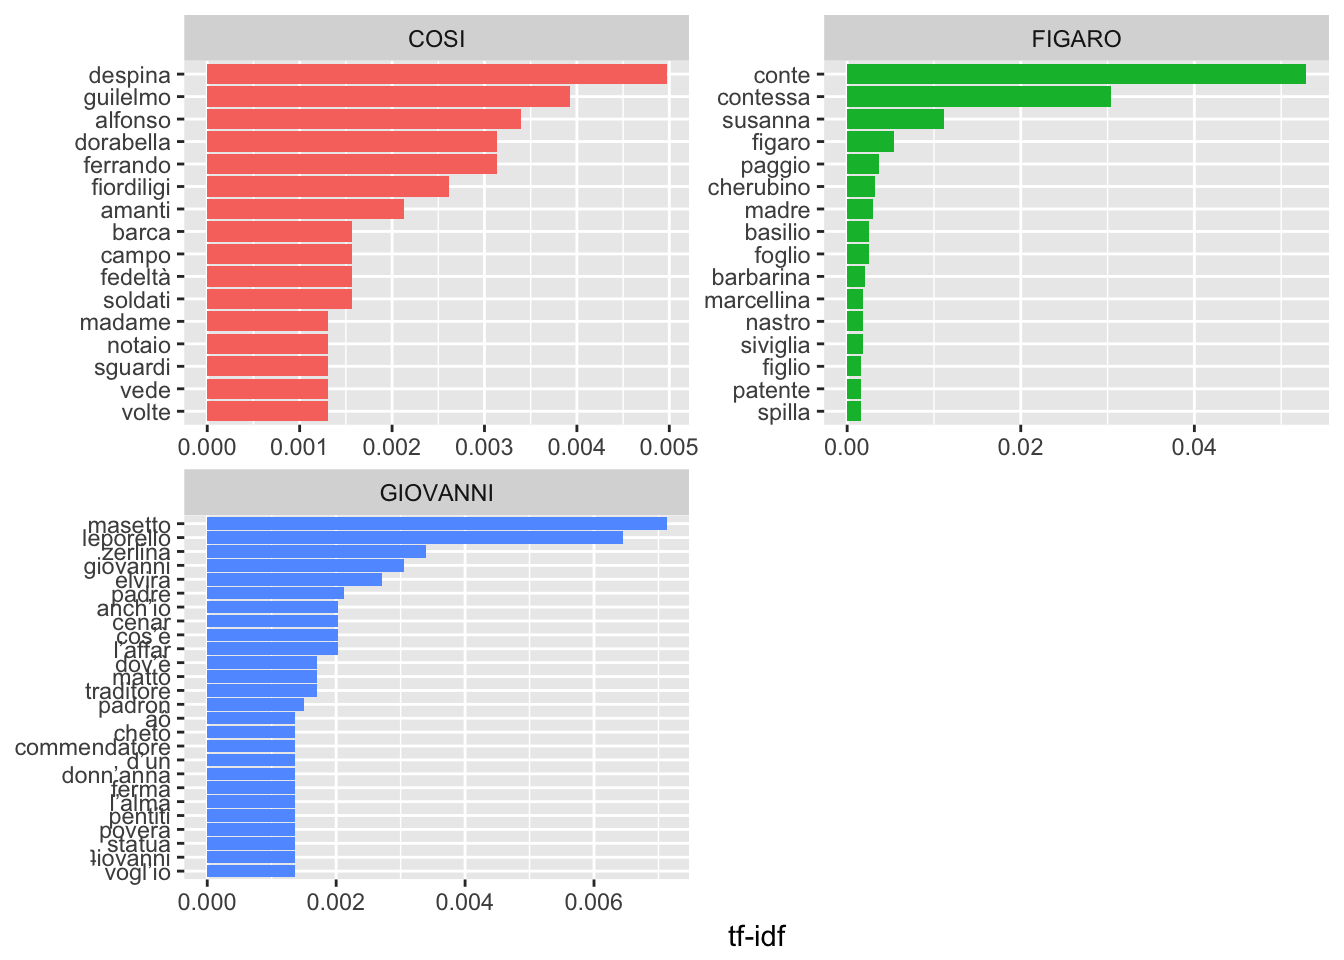 COSI
despina
guilelmo
alfonso
dorabella
ferrando
fiordiligi
amanti
barca
campo
fedeltà
soldati
madame
notaio
sguardi
vede
volte
0.000 0.001 0.002 0.003 0.004 0.005
FIGARO
conte
contessa
susanna
figaro
paggio
cherubino
madre
basilio
foglio
barbarina
marcellina
nastro
siviglia
figlio
patente
spilla
0.00 0.02 0.04
GIOVANNI
masetto
leporello
zerlina
giovanni
elvira
padre
anch'io
cenar
cos'è
l'affar
dov'è
matto
traditore
padron
cheto
commendatore
d'un
donn'anna
ferma
l'alma
pentiti
povera
statua
vogl'io
0.000 0.002 0.004 0.006
tf-idf